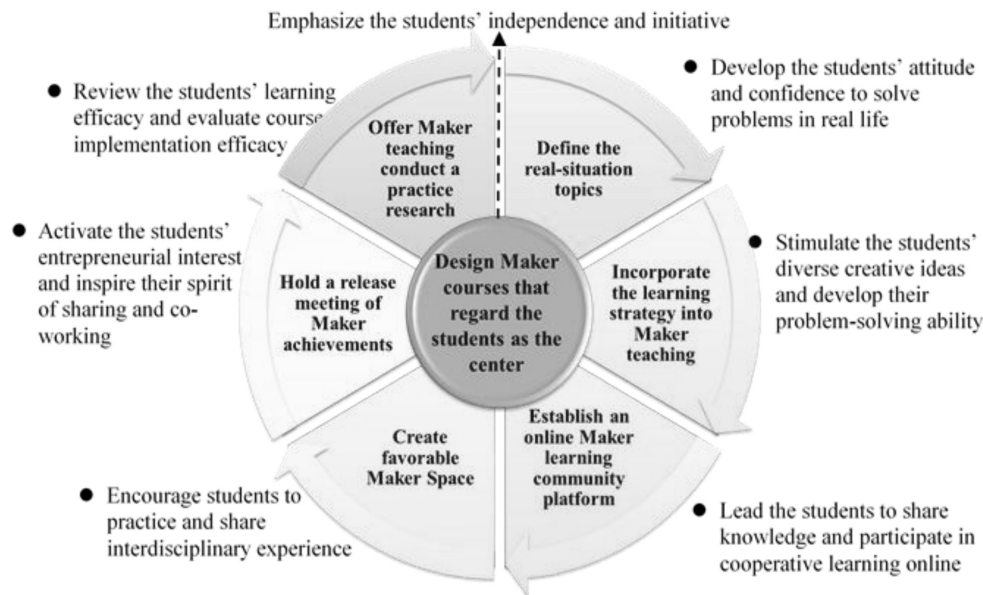 Emphasize the students' independence and initiative
● Develop the students' attitude
and confidence to solve
problems in real life
● Review the students' learning
efficacy and evaluate course
implementation efficacy
Offer Maker
teaching
conduct a
practice
research
Define the
real-situation
topics
● Activate the students'
entrepreneurial interest
and inspire their spirit
of sharing and co-
working
Hold a release
meeting of
Maker
achievements
Design Maker
courses that
regard the
students as the
center
Incorporate
the learning
strategy into
Maker
teaching
● Stimulate the students'
diverse creative ideas
and develop their
problem-solving ability
Create
favorable
Maker Space
Establish an
online Maker
learning
community
platform
● Encourage students to
practice and share
interdisciplinary experience
● Lead the students to share
knowledge and participate in
cooperative learning online